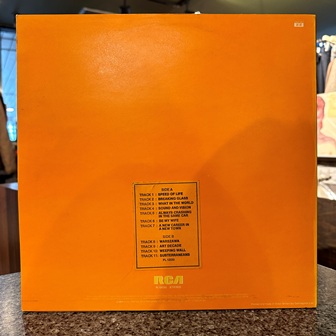 SIDE A
TRACK 1 SPEED OF LIFE
TRACK 2 BREAKING GLASS
TRACK 3 WHAT IN THE WORLD
TRACK 4 SOUND AND VISION
TRACK 5 ALWAYS CRASHING
IN THE SAME CAR
TRACK 6 BE MY WIFE
TRACK 7 A NEW CAREER IN
A NEW TOWN
SIDE B
TRACK 8 WARSZAWA
TRACK 9 ART DECADE
TRACK 10 WEEPING WALL
TRACK 11 SUBTERRANEANS
RCA